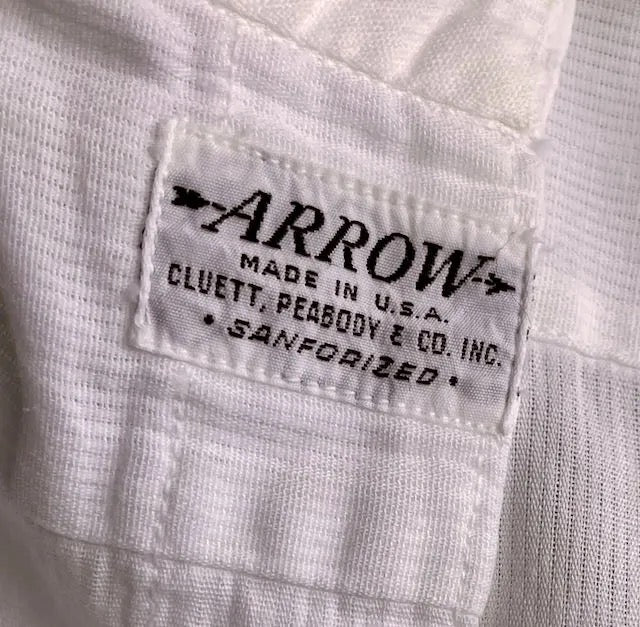 ARROW
MADE IN U.S.A.
CLUETT, PEABODY & CO. INC.
• SANFORIZED •